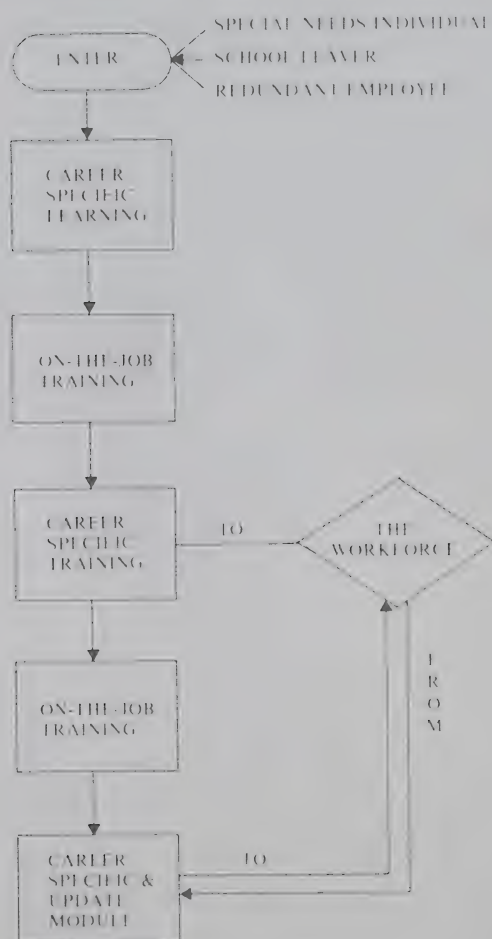 SPECIAL NEEDS INDIVIDUAL
ENTER
SCHOOL LEAVER
REDUNDANT EMPLOYEE
CAREER
SPECIFIC
LEARNING
ON-THE-JOB
TRAINING
CAREER
SPECIFIC
TRAINING
TO
THE
WORKFORCE
FROM
ON-THE-JOB
TRAINING
CAREER
SPECIFIC &
UPDATE
MODULE
TO